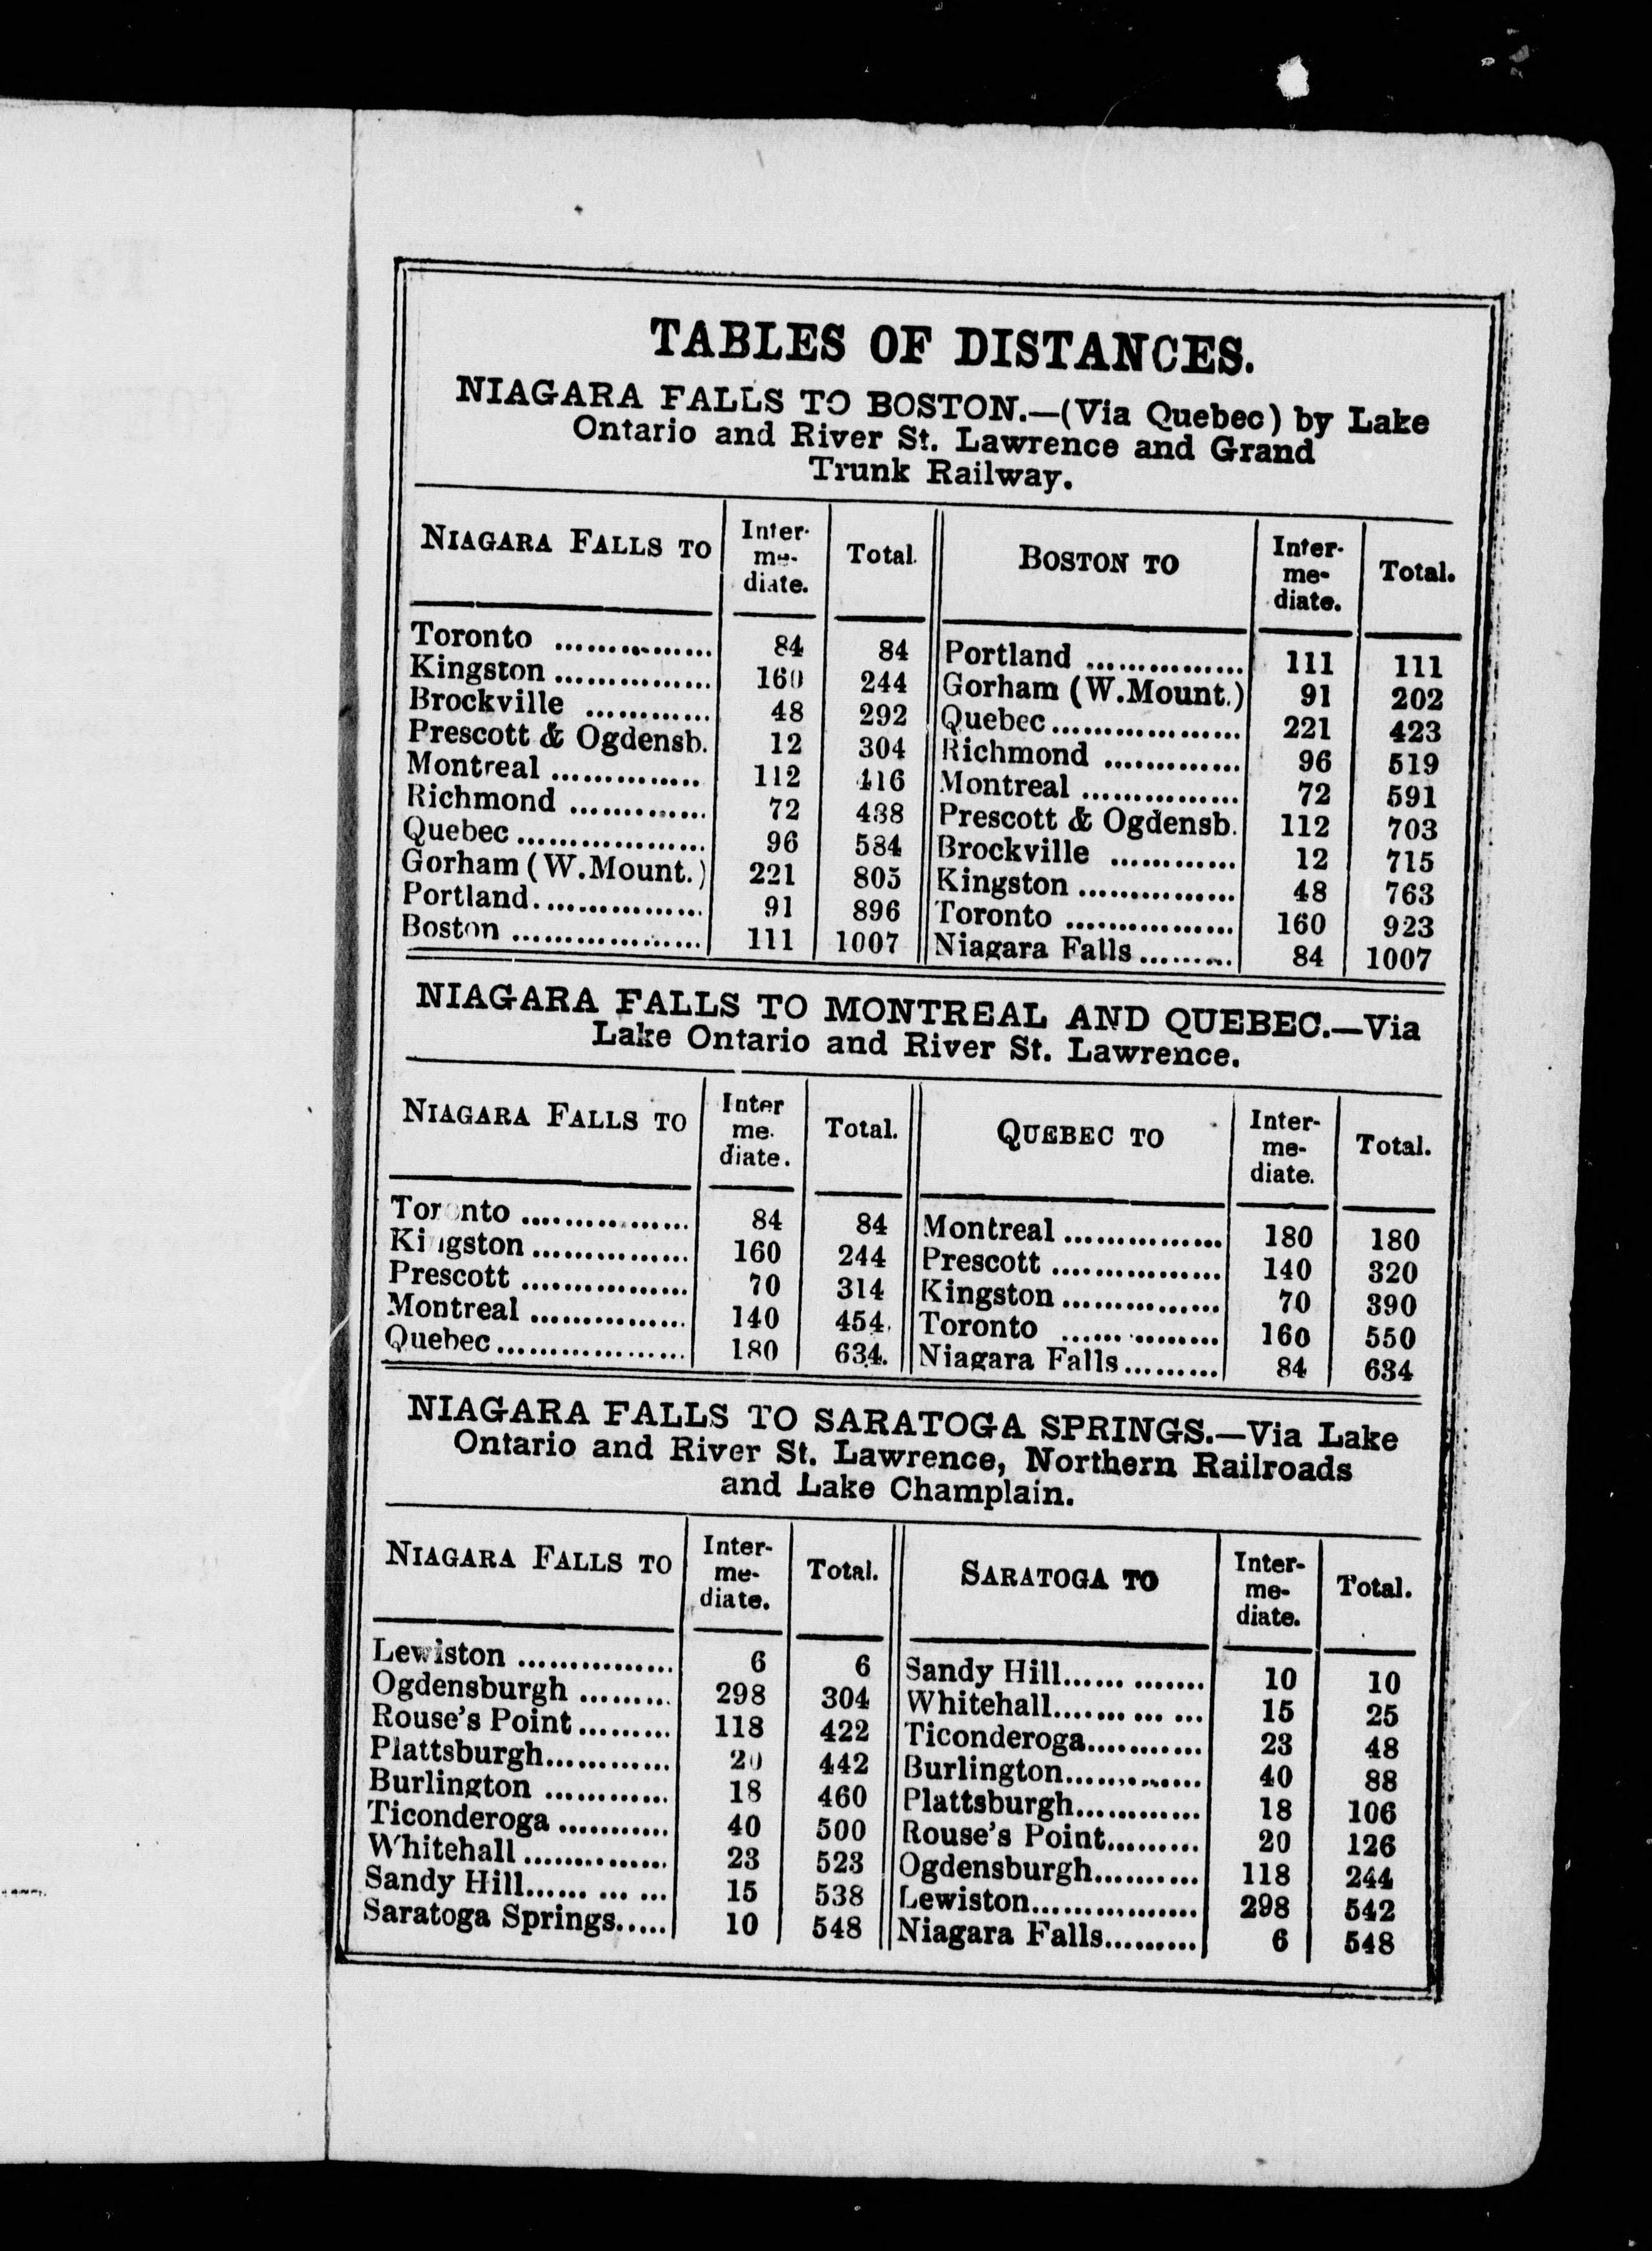 TABLES OF DISTANCES.
NIAGARA FALLS TO BOSTON.—(Via Quebec) by Lake
Ontario and River St. Lawrence and Grand
Trunk Railway.
NIAGARA FALLS TO | Inter-me-diate. | Total. | BOSTON TO | Inter-me-diate. | Total.
Toronto ............... 84 84 Portland ............... 111 111
Kingston ............... 160 244 Gorham (W.Mount.) 91 202
Brockville ............ 48 292 Quebec .................. 221 423
Prescott & Ogdensb. 12 304 Richmond ............. 96 519
Montreal .............. 112 416 Montreal ............... 72 591
Richmond ............. 72 488 Prescott & Ogdensb. 112 703
Quebec .................. 96 584 Brockville ............ 12 715
Gorham (W.Mount.) 221 805 Kingston ............... 48 763
Portland................. 91 896 Toronto ................ 160 923
Boston .................. 111 1007 Niagara Falls ......... 84 1007
NIAGARA FALLS TO MONTREAL AND QUEBEC.—Via
Lake Ontario and River St. Lawrence.
NIAGARA FALLS TO | Inter me. diate. | Total. | QUEBEC TO | Inter-me-diate. | Total.
Toronto ................ 84 84 Montreal ............... 180 180
Kingston ............... 160 244 Prescott ................ 140 320
Prescott ................ 70 314 Kingston ............... 70 390
Montreal ............... 140 454. Toronto ............... 160 550
Quebec .................. 180 634. Niagara Falls ......... 84 634
NIAGARA FALLS TO SARATOGA SPRINGS.—Via Lake
Ontario and River St. Lawrence, Northern Railroads
and Lake Champlain.
NIAGARA FALLS TO | Inter-me-diate. | Total. | SARATOGA TO | Inter-me-diate. | Total.
Lewiston ............... 6 6 Sandy Hill...... ....... 10 10
Ogdensburgh ......... 298 304 Whitehall....... ... ... 15 25
Rouse's Point ......... 118 422 Ticonderoga........... 23 48
Plattsburgh............ 20 442 Burlington............. 40 88
Burlington ............ 18 460 Plattsburgh............ 18 106
Ticonderoga ........... 40 500 Rouse's Point......... 20 126
Whitehall .............. 23 523 Ogdensburgh.......... 118 244
Sandy Hill...... ... ... 15 538 Lewiston................ 298 542
Saratoga Springs..... 10 548 Niagara Falls......... 6 548